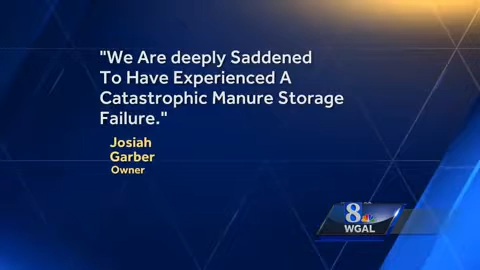 "We Are deeply Saddened
To Have Experienced A
Catastrophic Manure Storage
Failure."
Josiah
Garber
Owner
8
WGAL